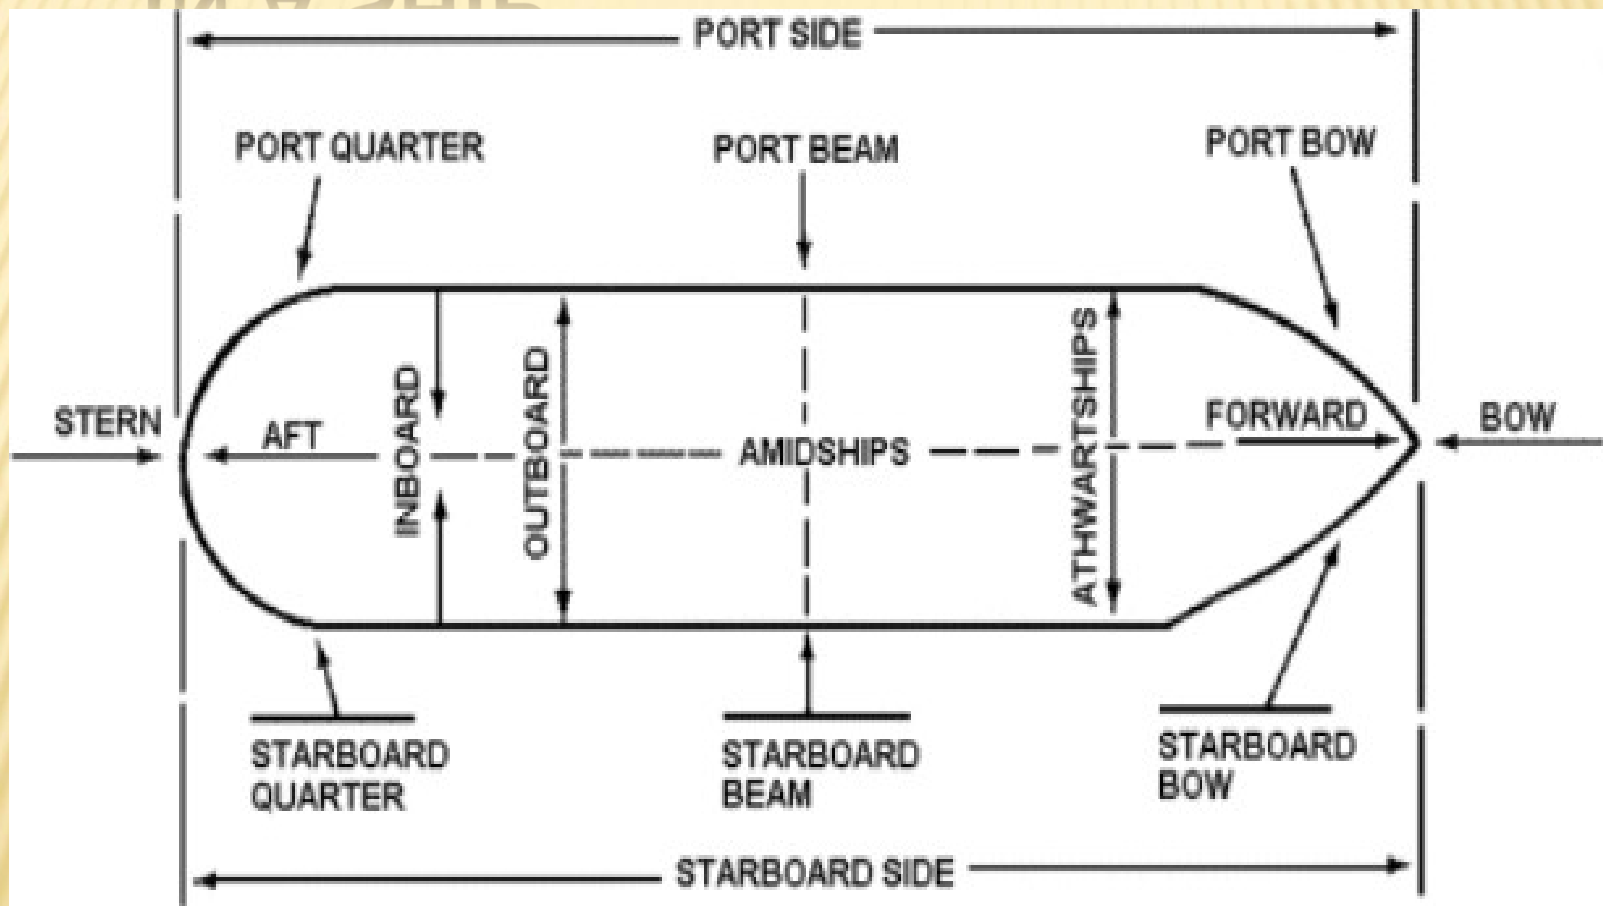 PORT SIDE
PORT QUARTER
PORT BEAM
PORT BOW
STERN
AFT
INBOARD
OUTBOARD
AMIDSHIPS
ATHWARTSHIPS
FORWARD
BOW
STARBOARD
QUARTER
STARBOARD
BEAM
STARBOARD
BOW
STARBOARD SIDE